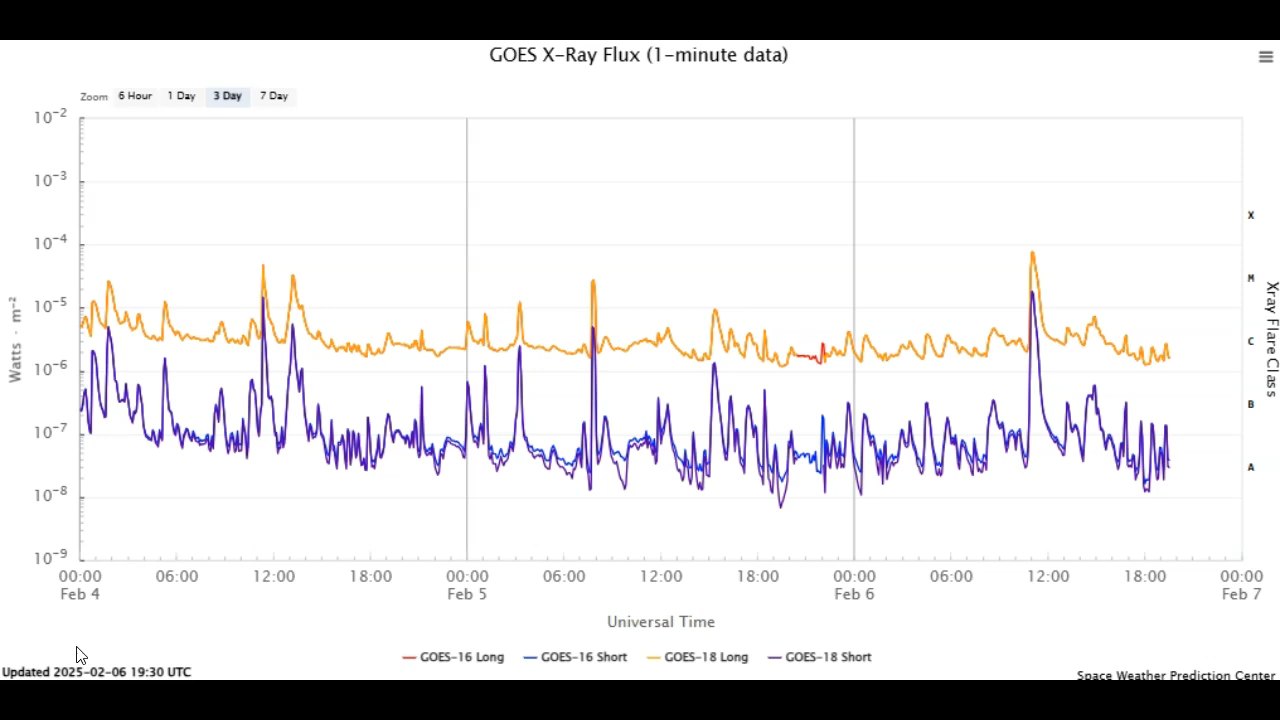 GOES X-Ray Flux (1-minute data)
Zoom 6 Hour 1 Day 3 Day 7 Day
10⁻²
10⁻³
10⁻⁴
10⁻⁵
10⁻⁶
10⁻⁷
10⁻⁸
10⁻⁹
Watts · m⁻²
X
M
C
B
A
Xray Flare Class
00:00 06:00 12:00 18:00 00:00 06:00 12:00 18:00 00:00 06:00 12:00 18:00 00:00
Feb 4 Feb 5 Feb 6 Feb 7
Universal Time
GOES-16 Long GOES-16 Short GOES-18 Long GOES-18 Short
Updated 2025-02-06 19:30 UTC
Space Weather Prediction Center